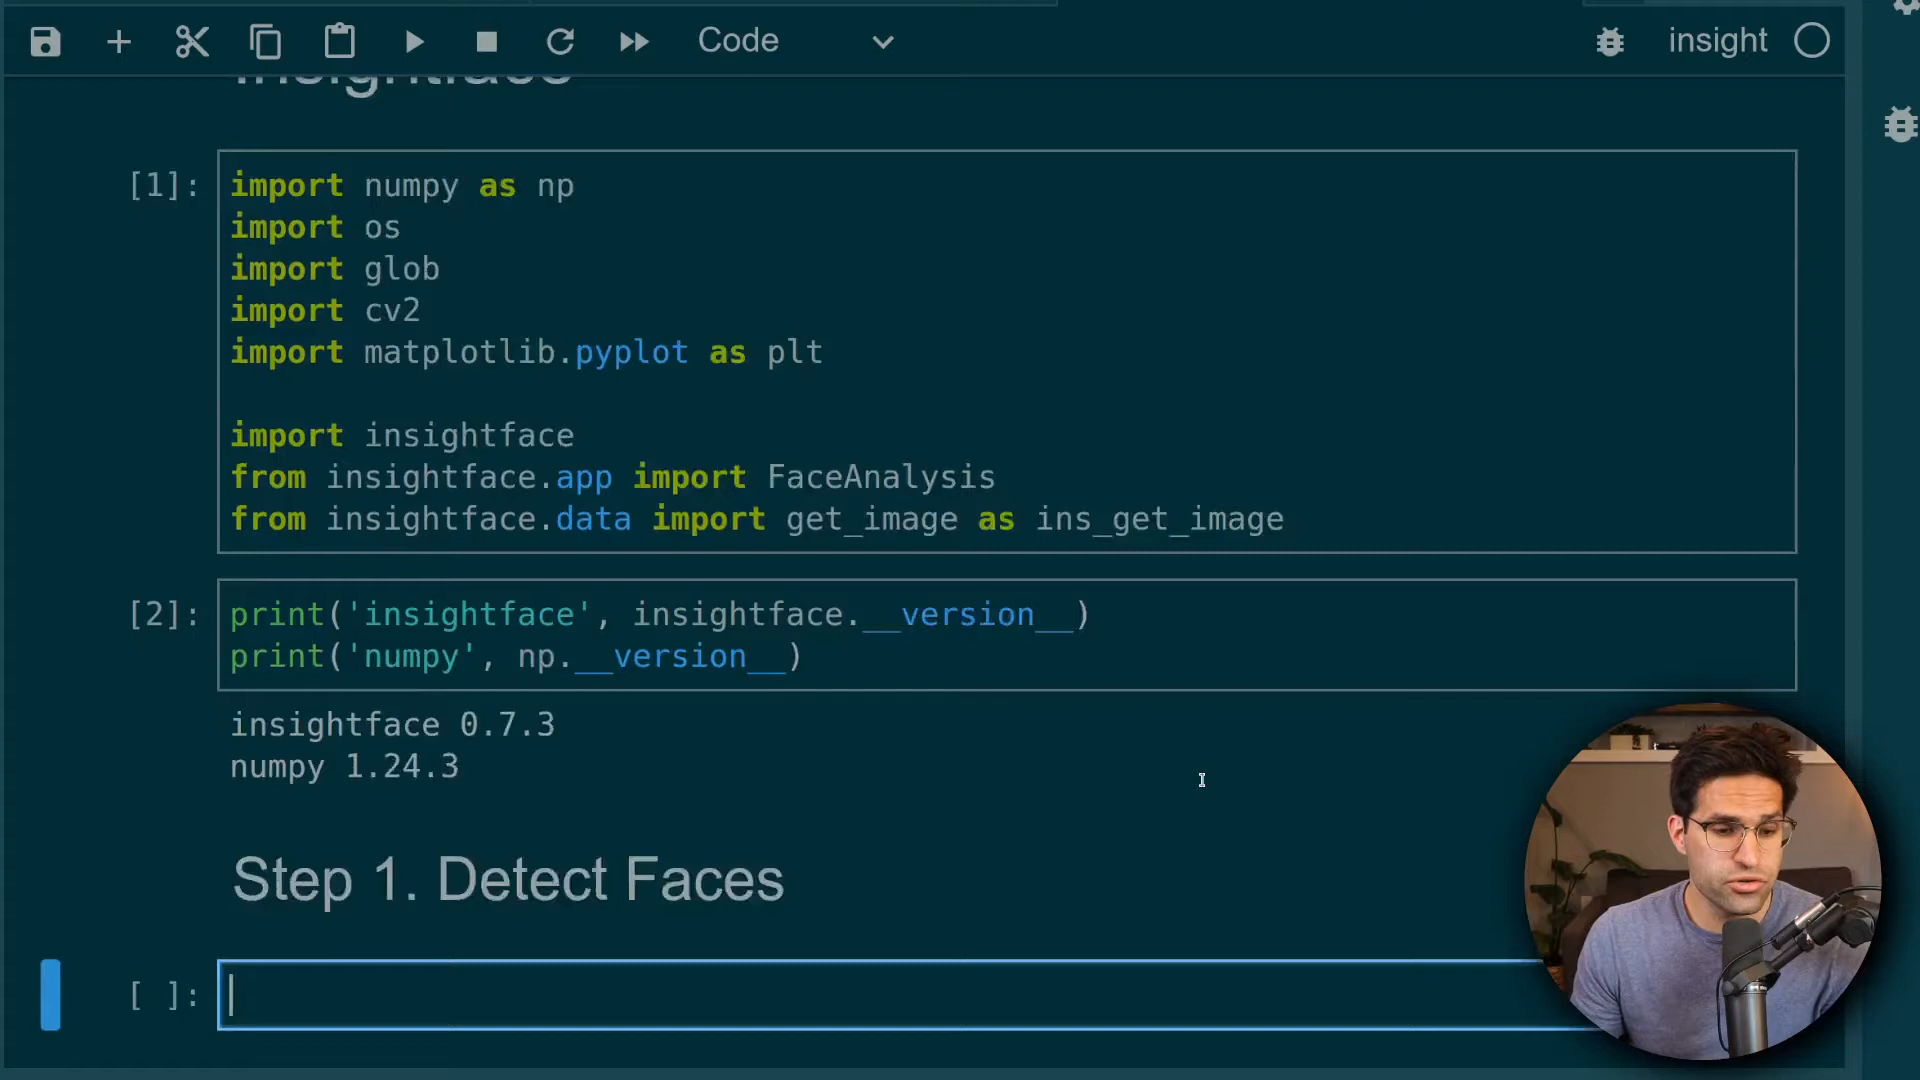 Code
insight
Insightface
[1]:
import numpy as np
import os
import glob
import cv2
import matplotlib.pyplot as plt
import insightface
from insightface.app import FaceAnalysis
from insightface.data import get_image as ins_get_image
[2]:
print('insightface', insightface.__version__)
print('numpy', np.__version__)
insightface 0.7.3
numpy 1.24.3
Step 1. Detect Faces
[ ]: